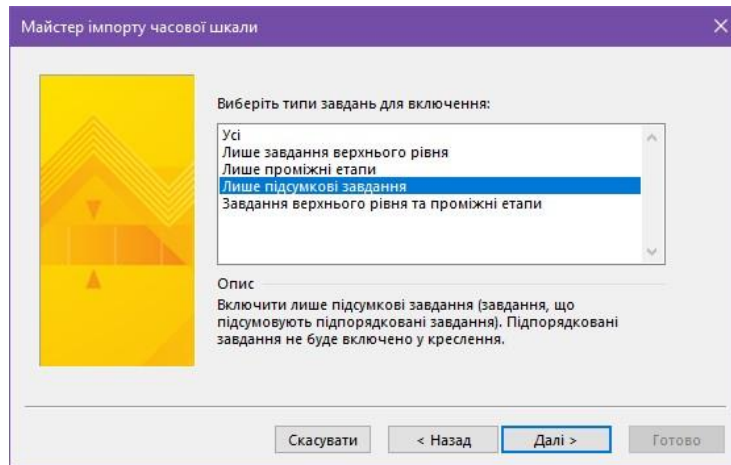 Майстер імпорту часової шкали
Виберіть типи завдань для включення:
Усі
Лише завдання верхнього рівня
Лише проміжні етапи
Лише підсумкові завдання
Завдання верхнього рівня та проміжні етапи
Опис
Включити лише підсумкові завдання (завдання, що
підсумовують підпорядковані завдання). Підпорядковані
завдання не буде включено у креслення.
Скасувати < Назад Далі > Готово